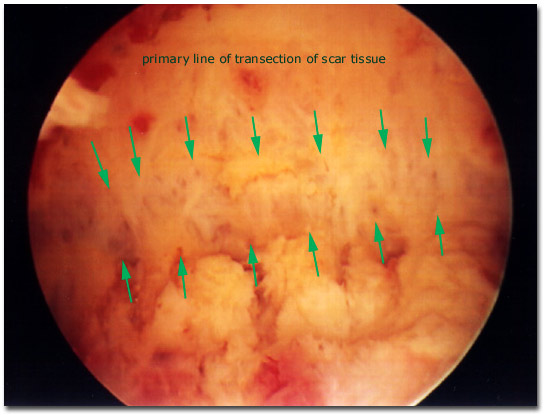 primary line of transection of scar tissue